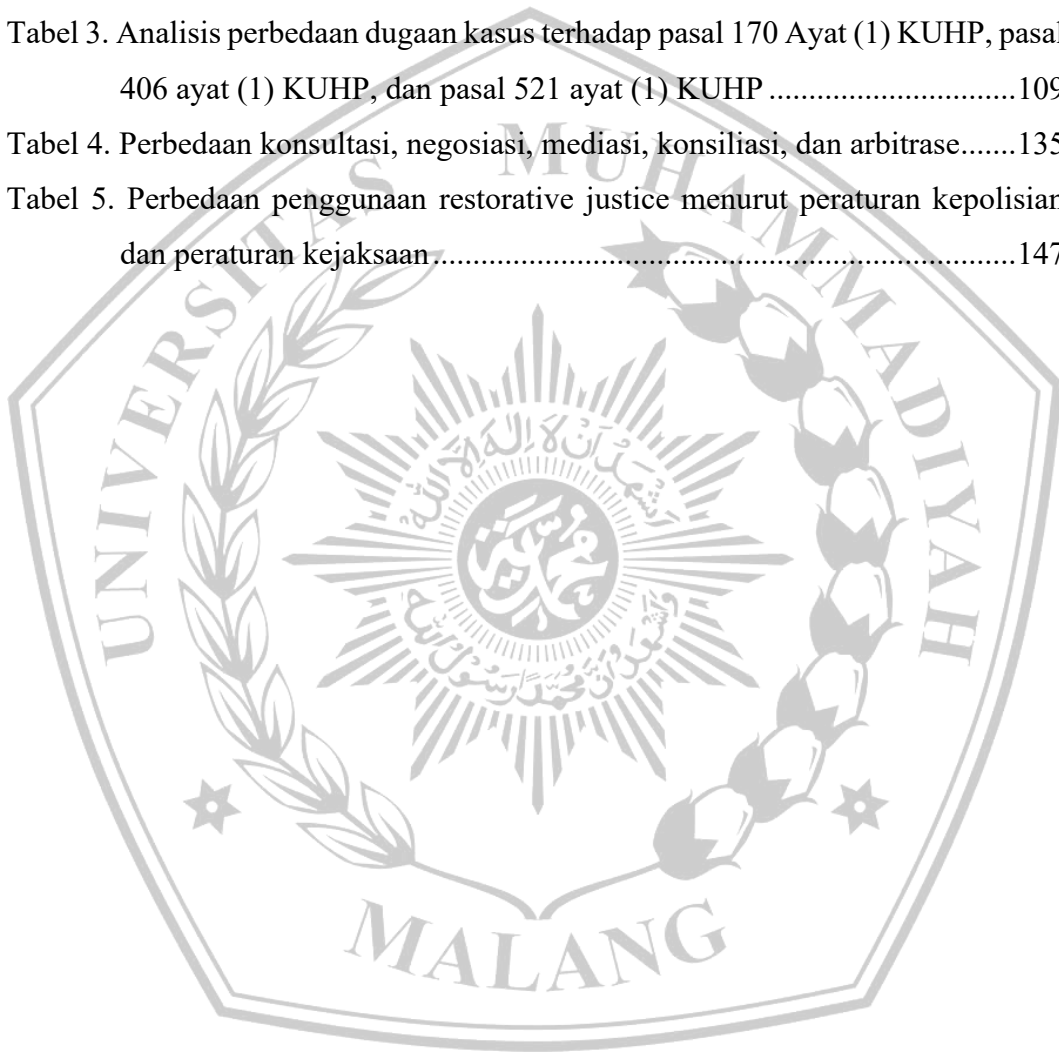 Tabel 3. Analisis perbedaan dugaan kasus terhadap pasal 170 Ayat (1) KUHP, pasal
406 ayat (1) KUHP, dan pasal 521 ayat (1) KUHP ..............................109
Tabel 4. Perbedaan konsultasi, negosiasi, mediasi, konsiliasi, dan arbitrase.......135
Tabel 5. Perbedaan penggunaan restorative justice menurut peraturan kepolisian
dan peraturan kejaksaan.......................................................................147
UNIVERSITAS MUHAMMADIYAH
MALANG